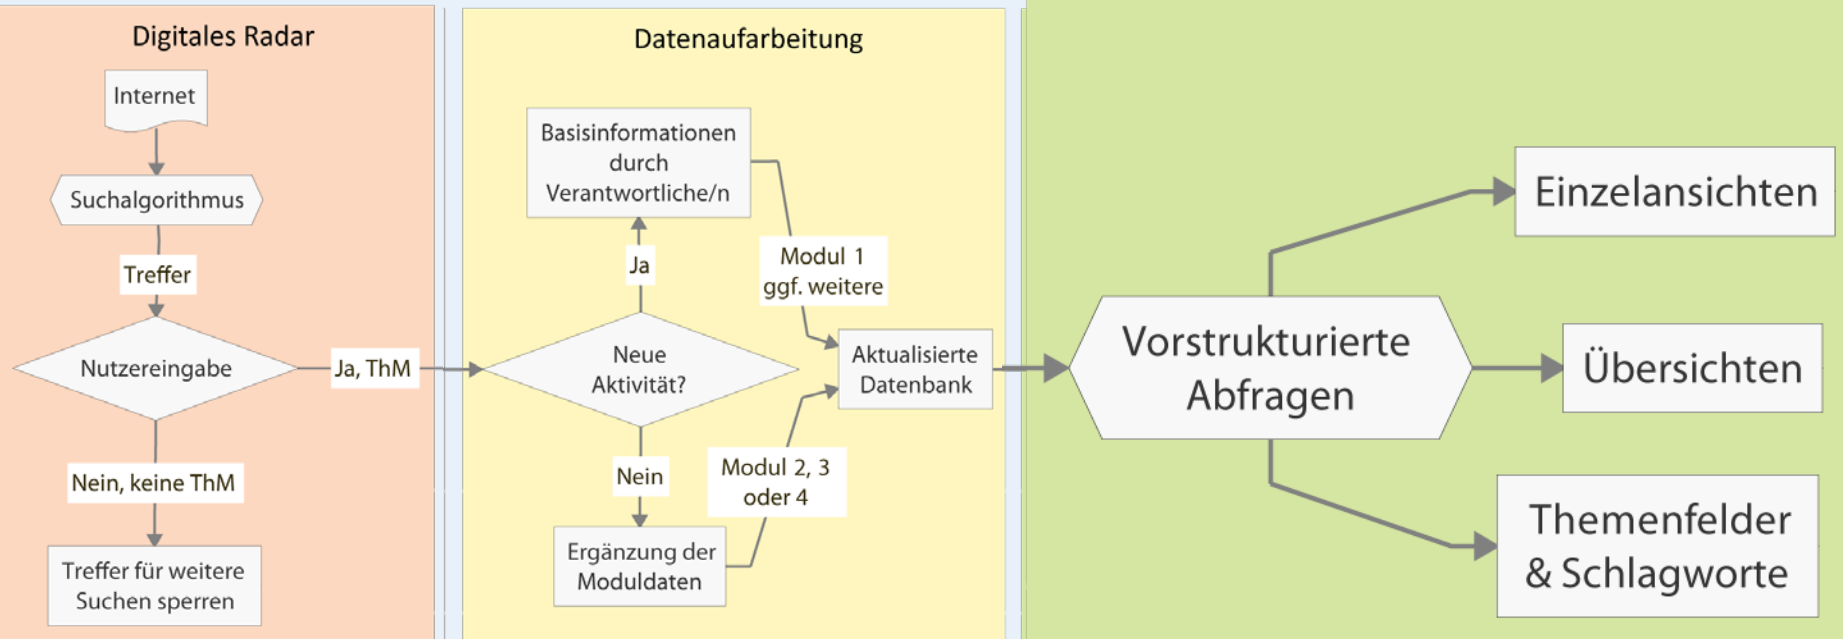 Digitales Radar
Internet
Suchalgorithmus
Treffer
Nutzereingabe
Ja, ThM
Nein, keine ThM
Treffer für weitere
Suchen sperren
Datenaufarbeitung
Basisinformationen
durch
Verantwortliche/n
Ja
Modul 1
ggf. weitere
Neue
Aktivität?
Aktualisierte
Datenbank
Nein
Modul 2, 3
oder 4
Ergänzung der
Moduldaten
Vorstrukturierte
Abfragen
Einzelansichten
Übersichten
Themenfelder
& Schlagworte